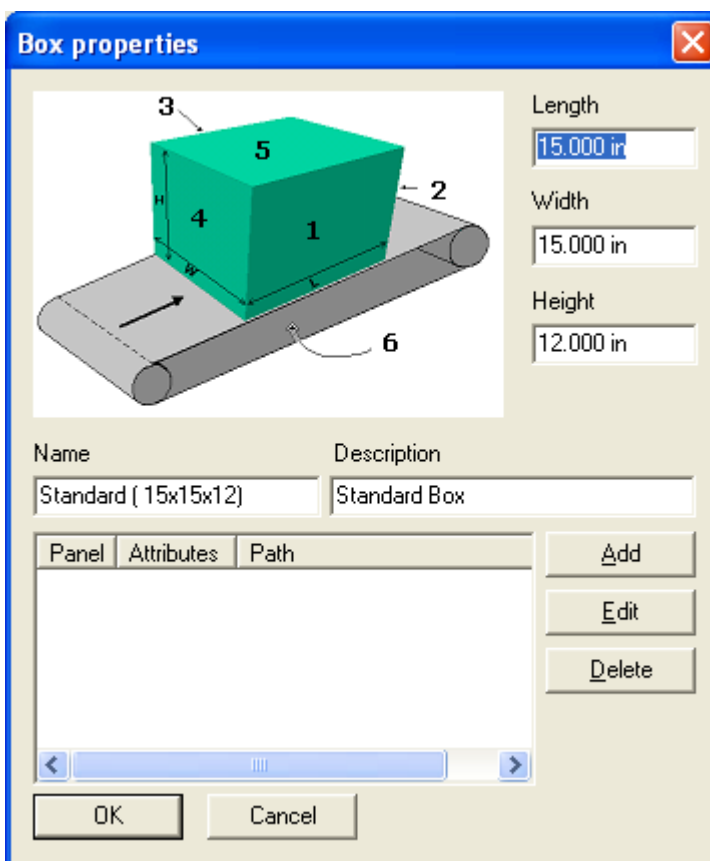 Box properties
3
5
2
H
4
1
W
L
6
Length
15.000 in
Width
15.000 in
Height
12.000 in
Name
Description
Standard ( 15x15x12)
Standard Box
Panel Attributes Path
Add
Edit
Delete
OK
Cancel